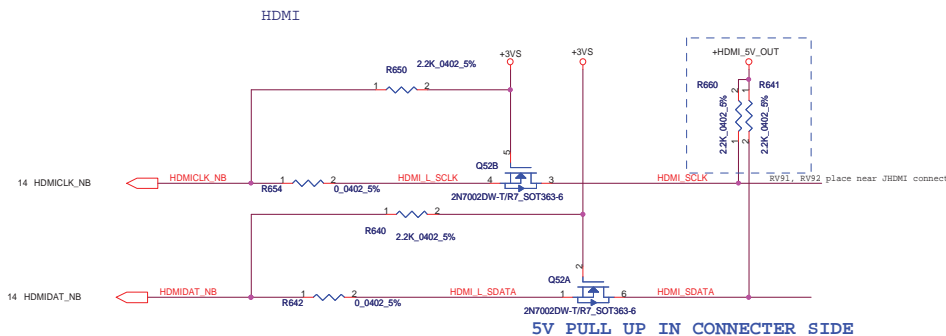 HDMI
+3VS
+3VS
+HDMI_5V_OUT
R650
2.2K_0402_5%
1
2
R660
R641
2
1
2.2K_0402_5%
2.2K_0402_5%
1
2
5
Q52B
14 HDMICLK_NB
HDMICLK_NB
1
2
R654
0_0402_5%
HDMI_L_SCLK
4
3
2N7002DW-T/R7_SOT363-6
HDMI_SCLK
RV91, RV92 place near JHDMI connect
1
2
R640
2.2K_0402_5%
2
Q52A
14 HDMIDAT_NB
HDMIDAT_NB
1
2
R642
0_0402_5%
HDMI_L_SDATA
1
6
2N7002DW-T/R7_SOT363-6
HDMI_SDATA
5V PULL UP IN CONNECTER SIDE